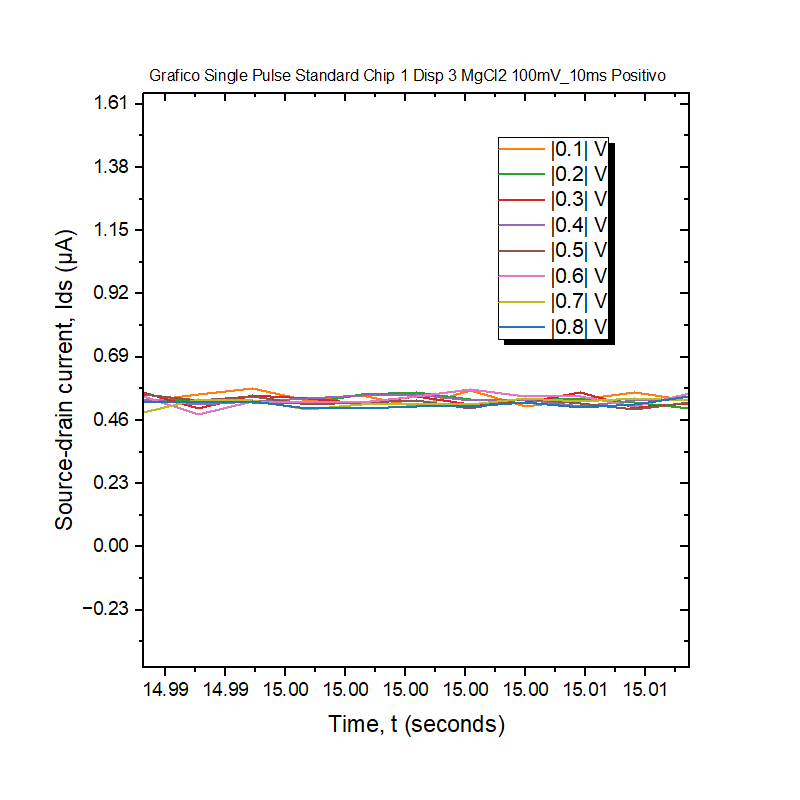 Grafico Single Pulse Standard Chip 1 Disp 3 MgCl2 100mV_10ms Positivo
1.61
1.38
1.15
0.92
0.69
0.46
0.23
0.00
−0.23
Source-drain current, Ids (µA)
|0.1| V
|0.2| V
|0.3| V
|0.4| V
|0.5| V
|0.6| V
|0.7| V
|0.8| V
14.99 14.99 15.00 15.00 15.00 15.00 15.00 15.01 15.01
Time, t (seconds)